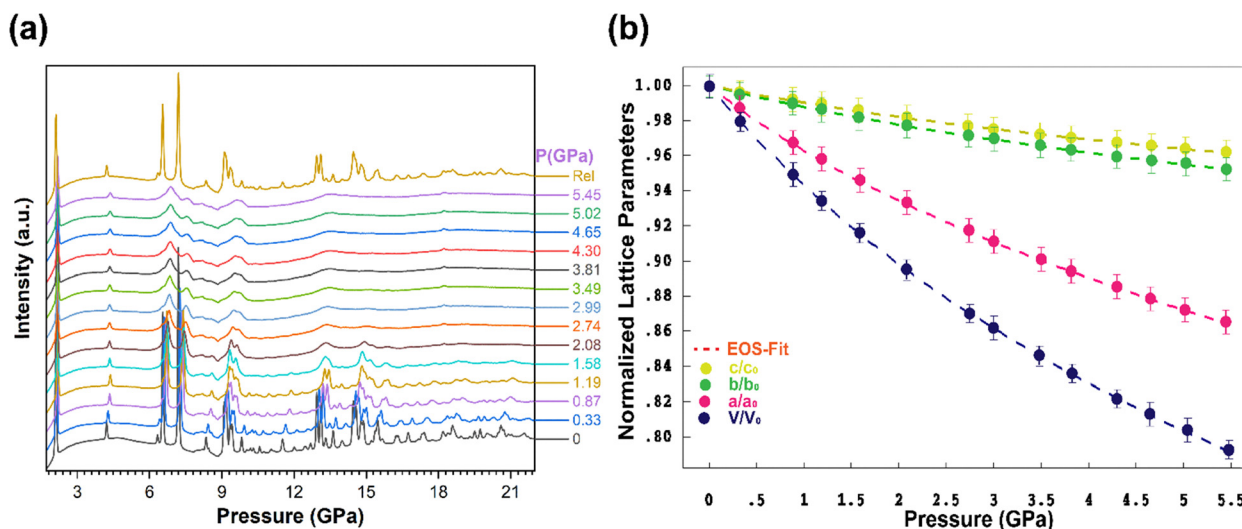 (a)
Intensity (a.u.)
P(GPa)
Rel
5.45
5.02
4.65
4.30
3.81
3.49
2.99
2.74
2.08
1.58
1.19
0.87
0.33
0
3 6 9 12 15 18 21
Pressure (GPa)
(b)
Normalized Lattice Parameters
1.00
.98
.96
.94
.92
.90
.88
.86
.84
.82
.80
EOS-Fit
c/c₀
b/b₀
a/a₀
V/V₀
0 .5 1 1.5 2 2.5 3 3.5 4 4.5 5 5.5
Pressure (GPa)